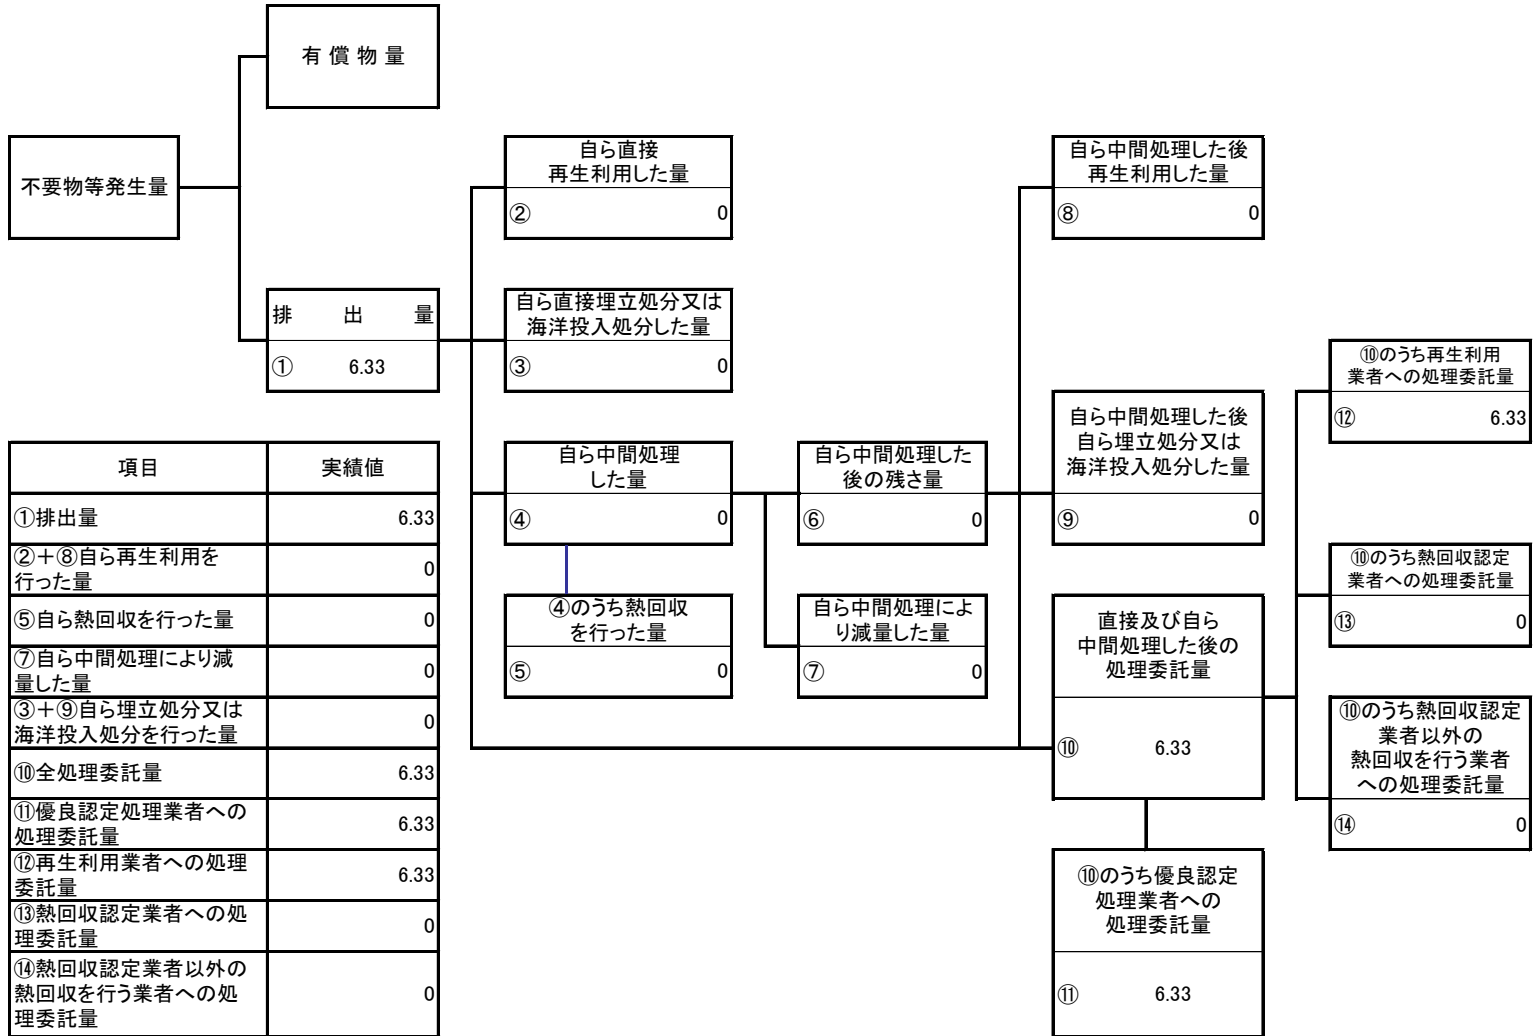 有 償 物 量
不要物等発生量
自ら直接
再生利用した量
② 0
自ら中間処理した後
再生利用した量
⑧ 0
排 出 量
① 6.33
自ら直接埋立処分又は
海洋投入処分した量
③ 0
⑩のうち再生利用
業者への処理委託量
⑫ 6.33
自ら中間処理
した量
④ 0
自ら中間処理した
後の残さ量
⑥ 0
自ら中間処理した後
自ら埋立処分又は
海洋投入処分した量
⑨ 0
⑩のうち熱回収認定
業者への処理委託量
⑬ 0
④のうち熱回収
を行った量
⑤ 0
自ら中間処理によ
り減量した量
⑦ 0
直接及び自ら
中間処理した後の
処理委託量
⑩ 6.33
⑩のうち熱回収認定
業者以外の
熱回収を行う業者
への処理委託量
⑭ 0
⑩のうち優良認定
処理業者への
処理委託量
⑪ 6.33
項目 実績値
①排出量 6.33
②+⑧自ら再生利用を
行った量 0
⑤自ら熱回収を行った量 0
⑦自ら中間処理により減
量した量 0
③+⑨自ら埋立処分又は
海洋投入処分を行った量 0
⑩全処理委託量 6.33
⑪優良認定処理業者への
処理委託量 6.33
⑫再生利用業者への処理
委託量 6.33
⑬熱回収認定業者への処
理委託量 0
⑭熱回収認定業者以外の
熱回収を行う業者への処
理委託量 0